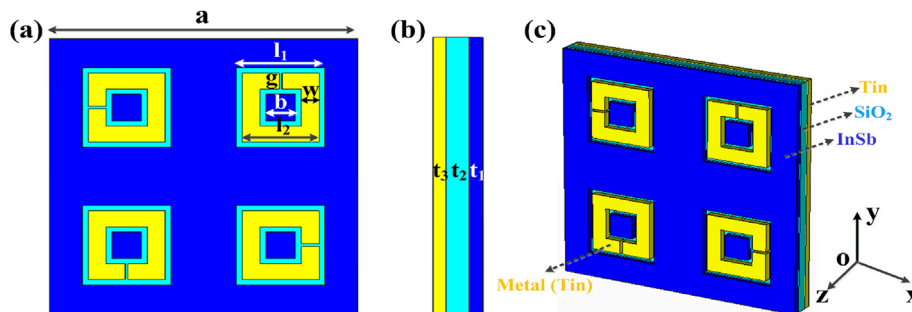 (a)
a
l₁
g
w
b
l₂
(b)
t₃
t₂
t₁
(c)
Tin
SiO₂
InSb
Metal (Tin)
y
o
z
x